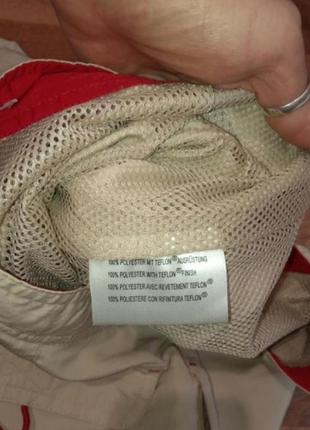 100% POLYESTER MIT TEFLON® AUSRÜSTUNG
100% POLYESTER WITH TEFLON® FINISH
100% POLYESTER AVEC REVETEMENT TEFLON®
100% POLIESTERE CON RIFINITURA TEFLON®